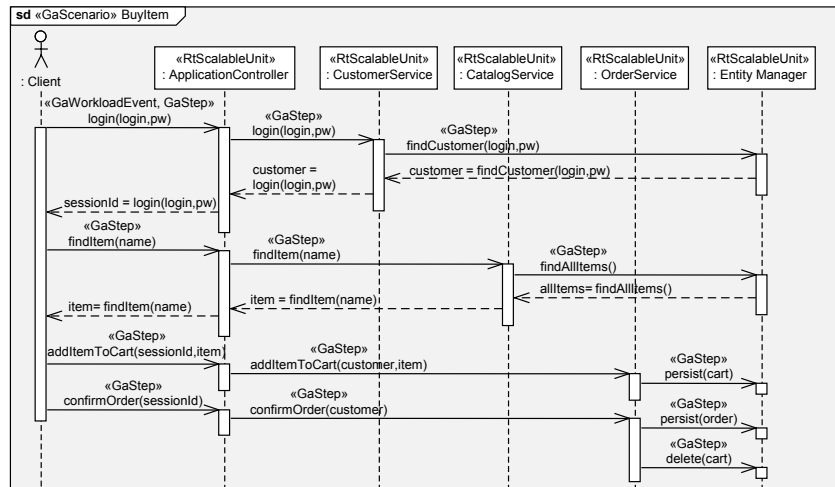 sd «GaScenario» BuyItem
: Client
«RtScalableUnit»
: ApplicationController
«RtScalableUnit»
: CustomerService
«RtScalableUnit»
: CatalogService
«RtScalableUnit»
: OrderService
«RtScalableUnit»
: Entity Manager
«GaWorkloadEvent, GaStep»
login(login,pw)
«GaStep»
login(login,pw)
«GaStep»
findCustomer(login,pw)
customer = findCustomer(login,pw)
customer =
login(login,pw)
sessionId = login(login,pw)
«GaStep»
findItem(name)
«GaStep»
findItem(name)
«GaStep»
findAllItems()
allItems= findAllItems()
item = findItem(name)
item= findItem(name)
«GaStep»
addItemToCart(sessionId,item)
«GaStep»
addItemToCart(customer,item)
«GaStep»
persist(cart)
«GaStep»
confirmOrder(sessionId)
«GaStep»
confirmOrder(customer)
«GaStep»
persist(order)
«GaStep»
delete(cart)